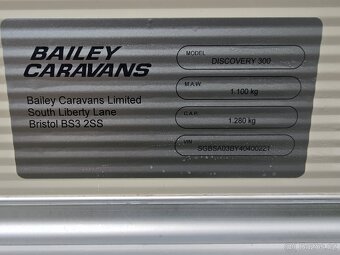 BAILEY
CARAVANS
Bailey Caravans Limited
South Liberty Lane
Bristol BS3 2SS
MODEL
DISCOVERY 300
M.A.W.
1.100 kg
C.A.P.
1.280 kg
VIN
SGBSA03BY40400221